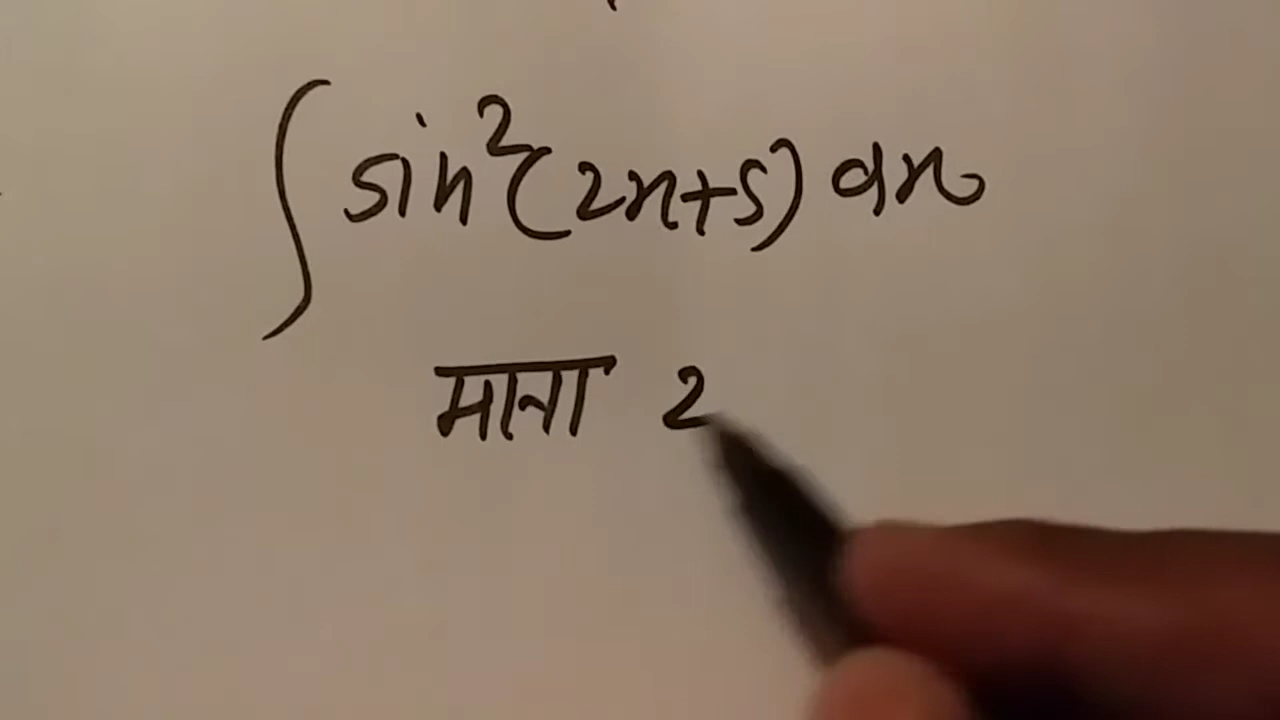 ∫ sin²(2x+5) dx
माना 2